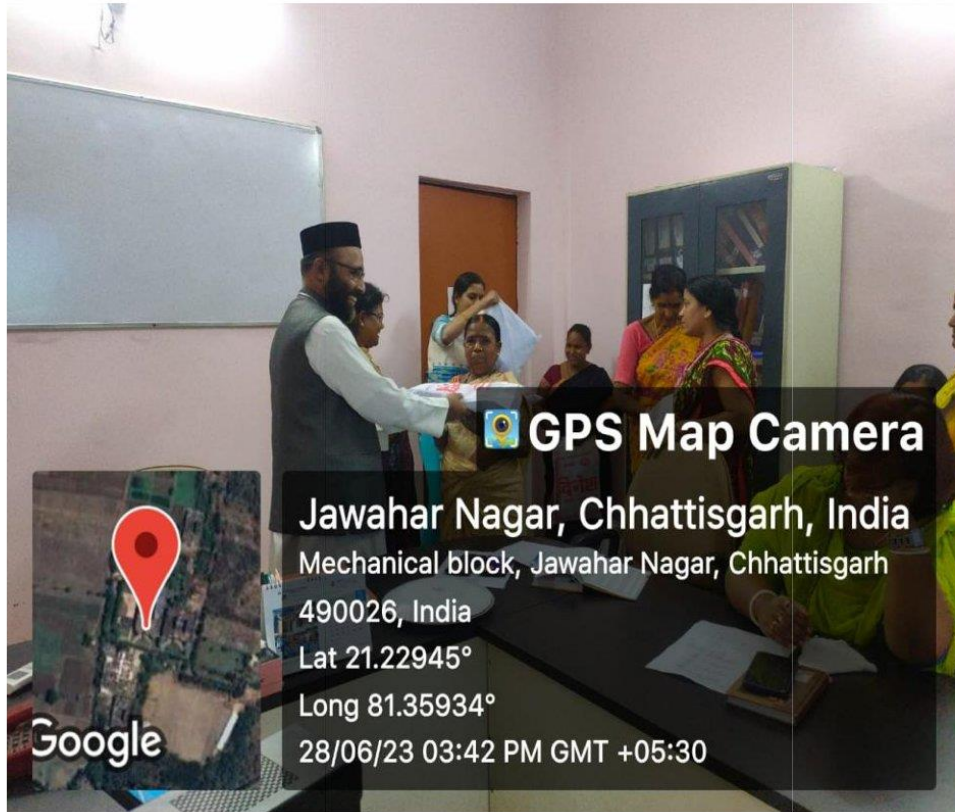 GPS Map Camera
Jawahar Nagar, Chhattisgarh, India
Mechanical block, Jawahar Nagar, Chhattisgarh
490026, India
Lat 21.22945°
Long 81.35934°
28/06/23 03:42 PM GMT +05:30
Google